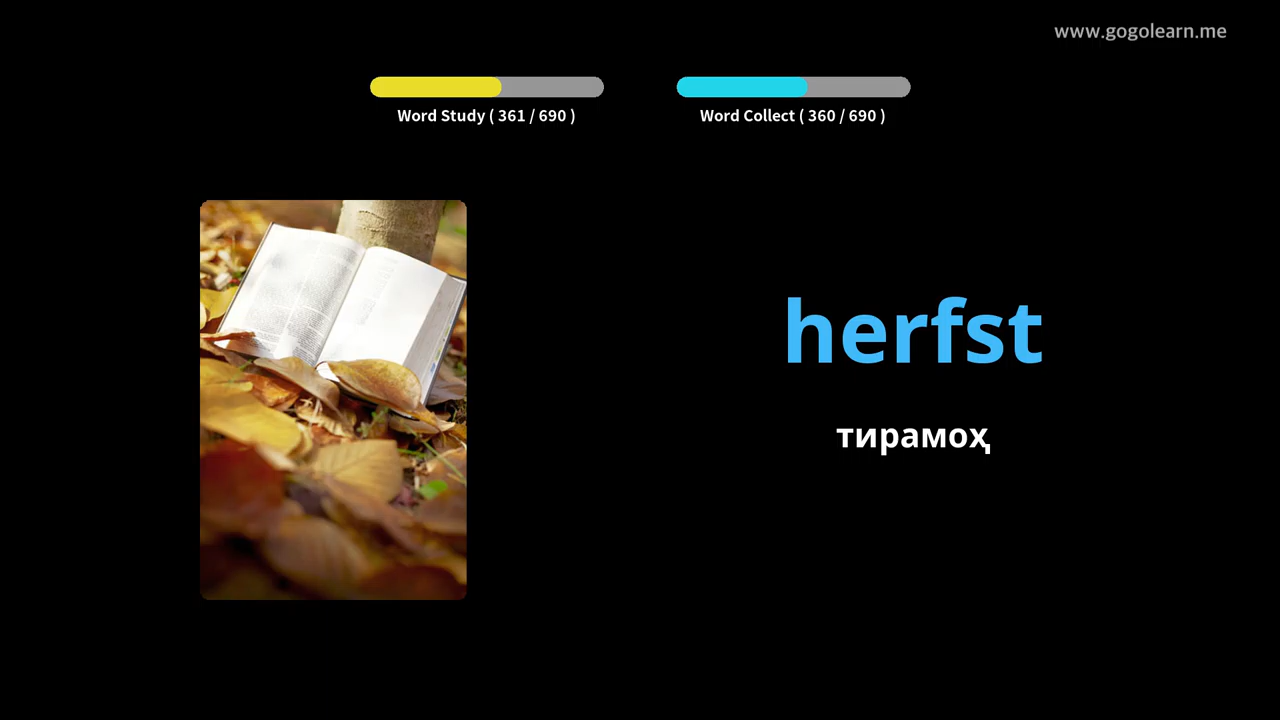 www.gogolearn.me
Word Study ( 361 / 690 )
Word Collect ( 360 / 690 )
herfst
тирамоҳ